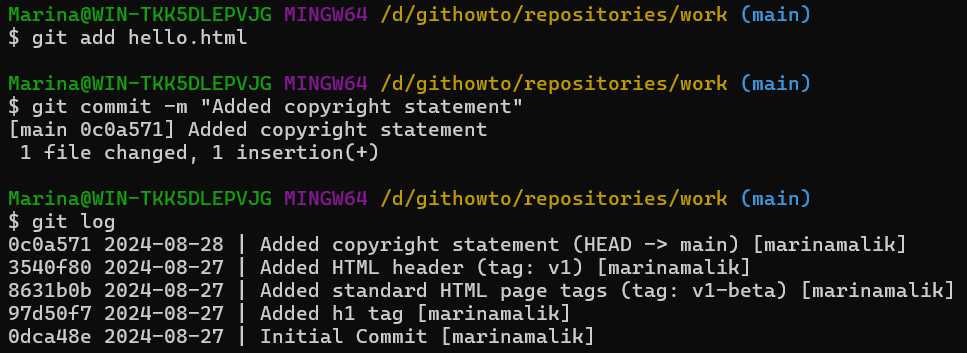 Marina@WIN-TKK5DLEPVJG MINGW64 /d/githowto/repositories/work (main)
$ git add hello.html
Marina@WIN-TKK5DLEPVJG MINGW64 /d/githowto/repositories/work (main)
$ git commit -m "Added copyright statement"
[main 0c0a571] Added copyright statement
 1 file changed, 1 insertion(+)
Marina@WIN-TKK5DLEPVJG MINGW64 /d/githowto/repositories/work (main)
$ git log
0c0a571 2024-08-28 | Added copyright statement (HEAD -> main) [marinamalik]
3540f80 2024-08-27 | Added HTML header (tag: v1) [marinamalik]
8631b0b 2024-08-27 | Added standard HTML page tags (tag: v1-beta) [marinamalik]
97d50f7 2024-08-27 | Added h1 tag [marinamalik]
0dca48e 2024-08-27 | Initial Commit [marinamalik]